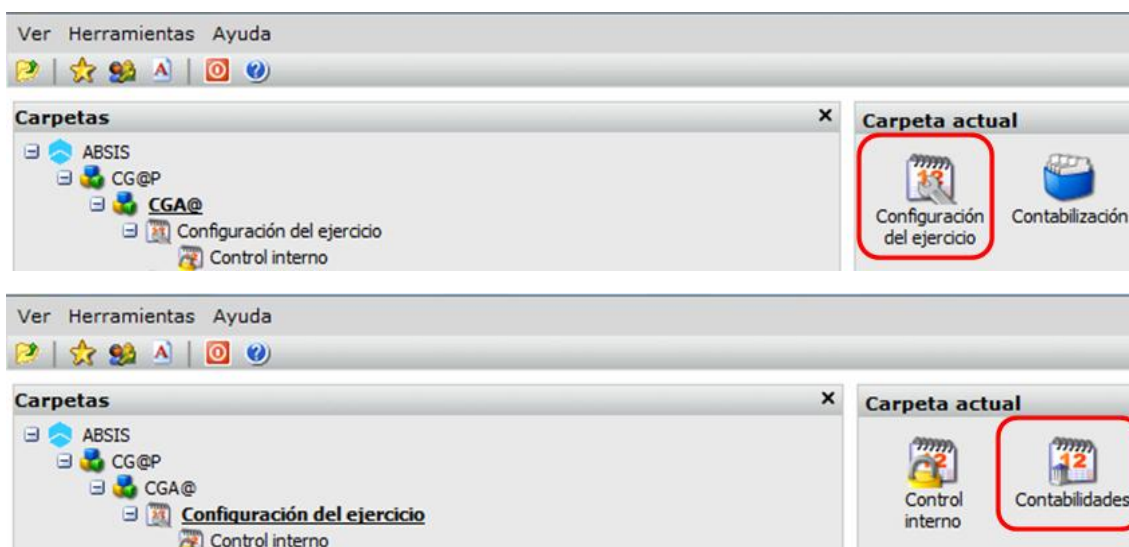 Ver Herramientas Ayuda
Carpetas
ABSIS
CG@P
CGA@
Configuración del ejercicio
Control interno
Carpeta actual
Configuración
del ejercicio
Contabilización
Ver Herramientas Ayuda
Carpetas
ABSIS
CG@P
CGA@
Configuración del ejercicio
Control interno
Carpeta actual
Control
interno
12
Contabilidades